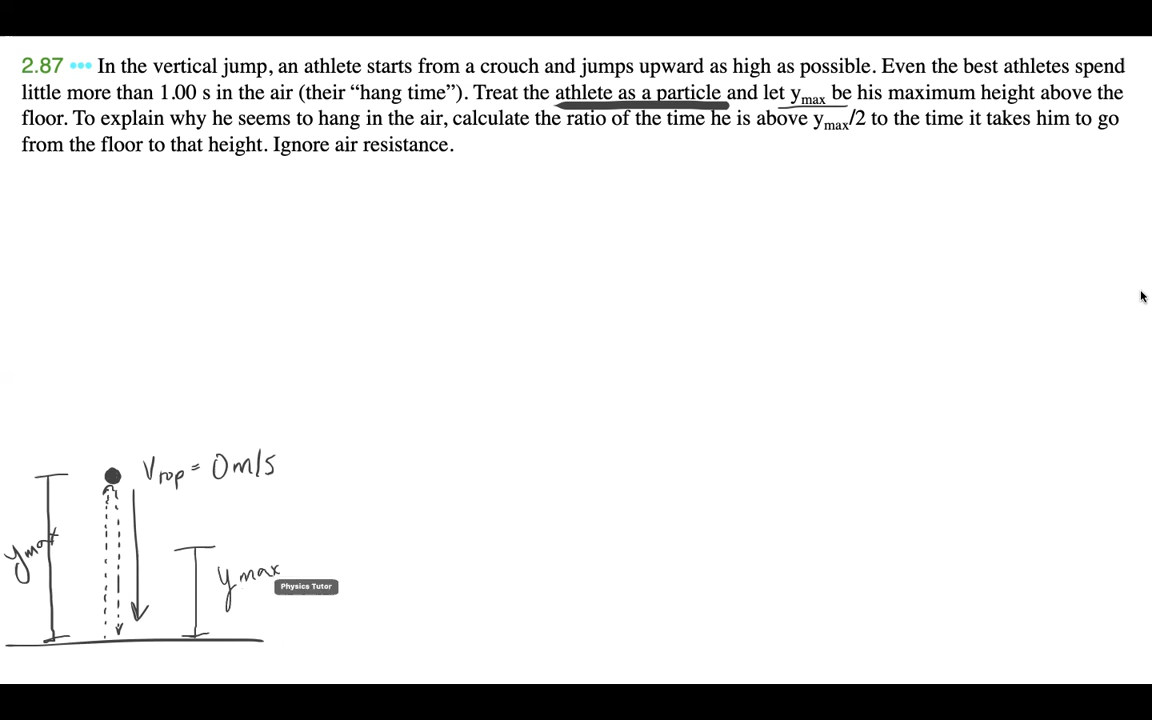 2.87 ••• In the vertical jump, an athlete starts from a crouch and jumps upward as high as possible. Even the best athletes spend
little more than 1.00 s in the air (their “hang time”). Treat the athlete as a particle and let ymax be his maximum height above the
floor. To explain why he seems to hang in the air, calculate the ratio of the time he is above ymax/2 to the time it takes him to go
from the floor to that height. Ignore air resistance.
VTOP = 0m/s
ymax
ymax
Physics Tutor